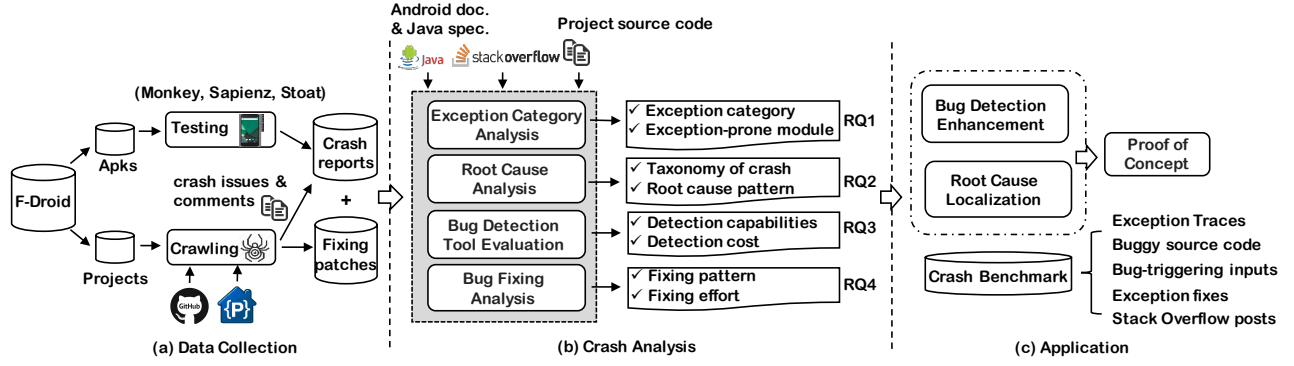 Android doc.
& Java spec.
Project source code
Java
stackoverflow
(Monkey, Sapienz, Stoat)
Testing
Apks
Crash
reports
crash issues &
comments
+
F-Droid
Projects
Crawling
Fixing
patches
GitHub
{P}
(a) Data Collection
Exception Category
Analysis
✓ Exception category
✓ Exception-prone module
RQ1
Root Cause
Analysis
✓ Taxonomy of crash
✓ Root cause pattern
RQ2
Bug Detection
Tool Evaluation
✓ Detection capabilities
✓ Detection cost
RQ3
Bug Fixing
Analysis
✓ Fixing pattern
✓ Fixing effort
RQ4
(b) Crash Analysis
Bug Detection
Enhancement
Root Cause
Localization
Proof of
Concept
Crash Benchmark
Exception Traces
Buggy source code
Bug-triggering inputs
Exception fixes
Stack Overflow posts
(c) Application